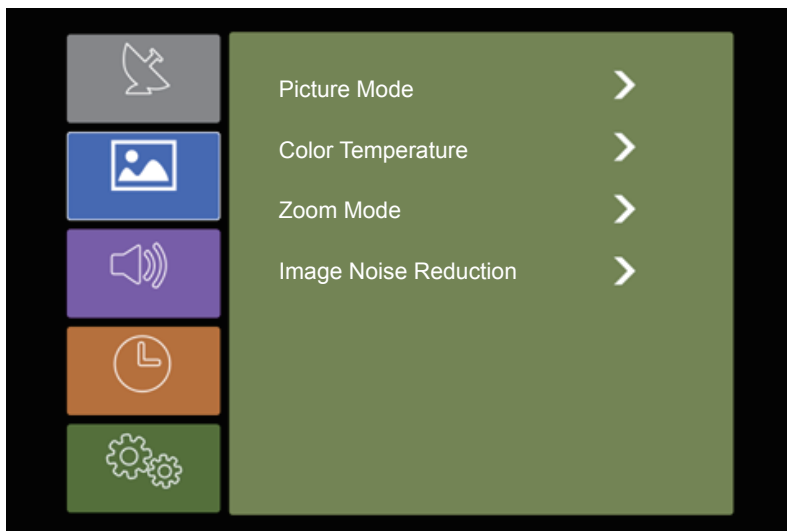 Picture Mode
Color Temperature
Zoom Mode
Image Noise Reduction